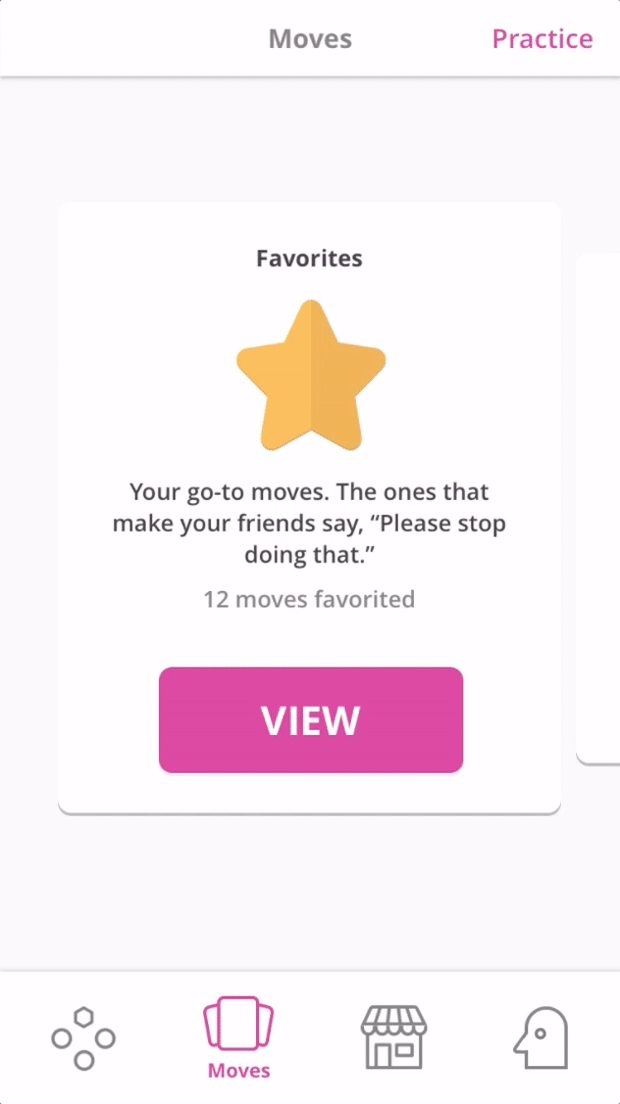 Moves
Practice
Favorites
Your go-to moves. The ones that
make your friends say, “Please stop
doing that.”
12 moves favorited
VIEW
Moves